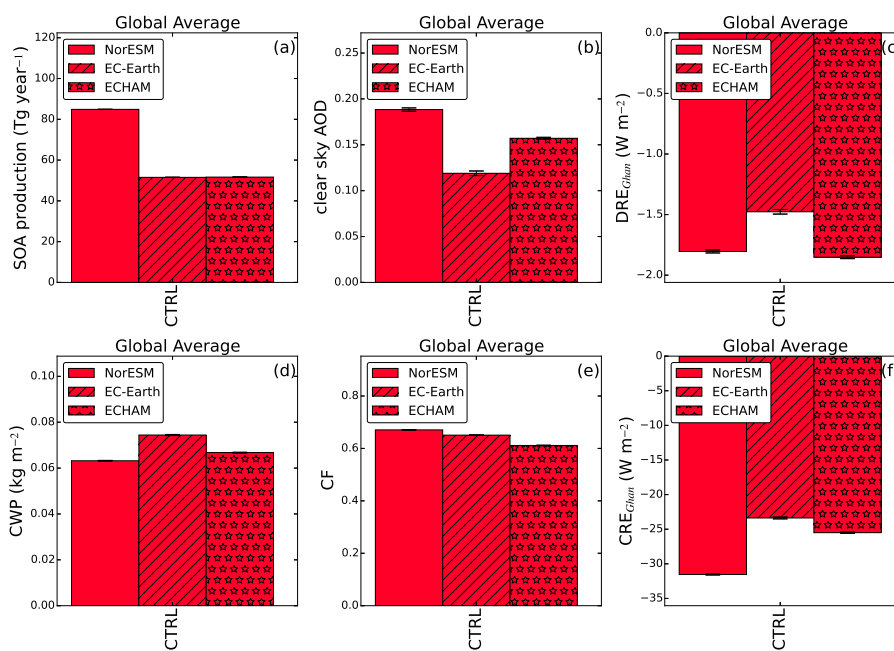 Global Average
(a)
NorESM
EC-Earth
ECHAM
SOA production (Tg year⁻¹)
120
100
80
60
40
20
0
CTRL
Global Average
(b)
NorESM
EC-Earth
ECHAM
clear sky AOD
0.25
0.20
0.15
0.10
0.05
0.00
CTRL
Global Average
(c
NorESM
EC-Earth
ECHAM
DRE_Ghan (W m⁻²)
0.0
−0.5
−1.0
−1.5
−2.0
CTRL
Global Average
(d)
NorESM
EC-Earth
ECHAM
CWP (kg m⁻²)
0.10
0.08
0.06
0.04
0.02
0.00
CTRL
Global Average
(e)
NorESM
EC-Earth
ECHAM
CF
0.8
0.6
0.4
0.2
0.0
CTRL
Global Average
(f
NorESM
EC-Earth
ECHAM
CRE_Ghan (W m⁻²)
0
−5
−10
−15
−20
−25
−30
−35
CTRL